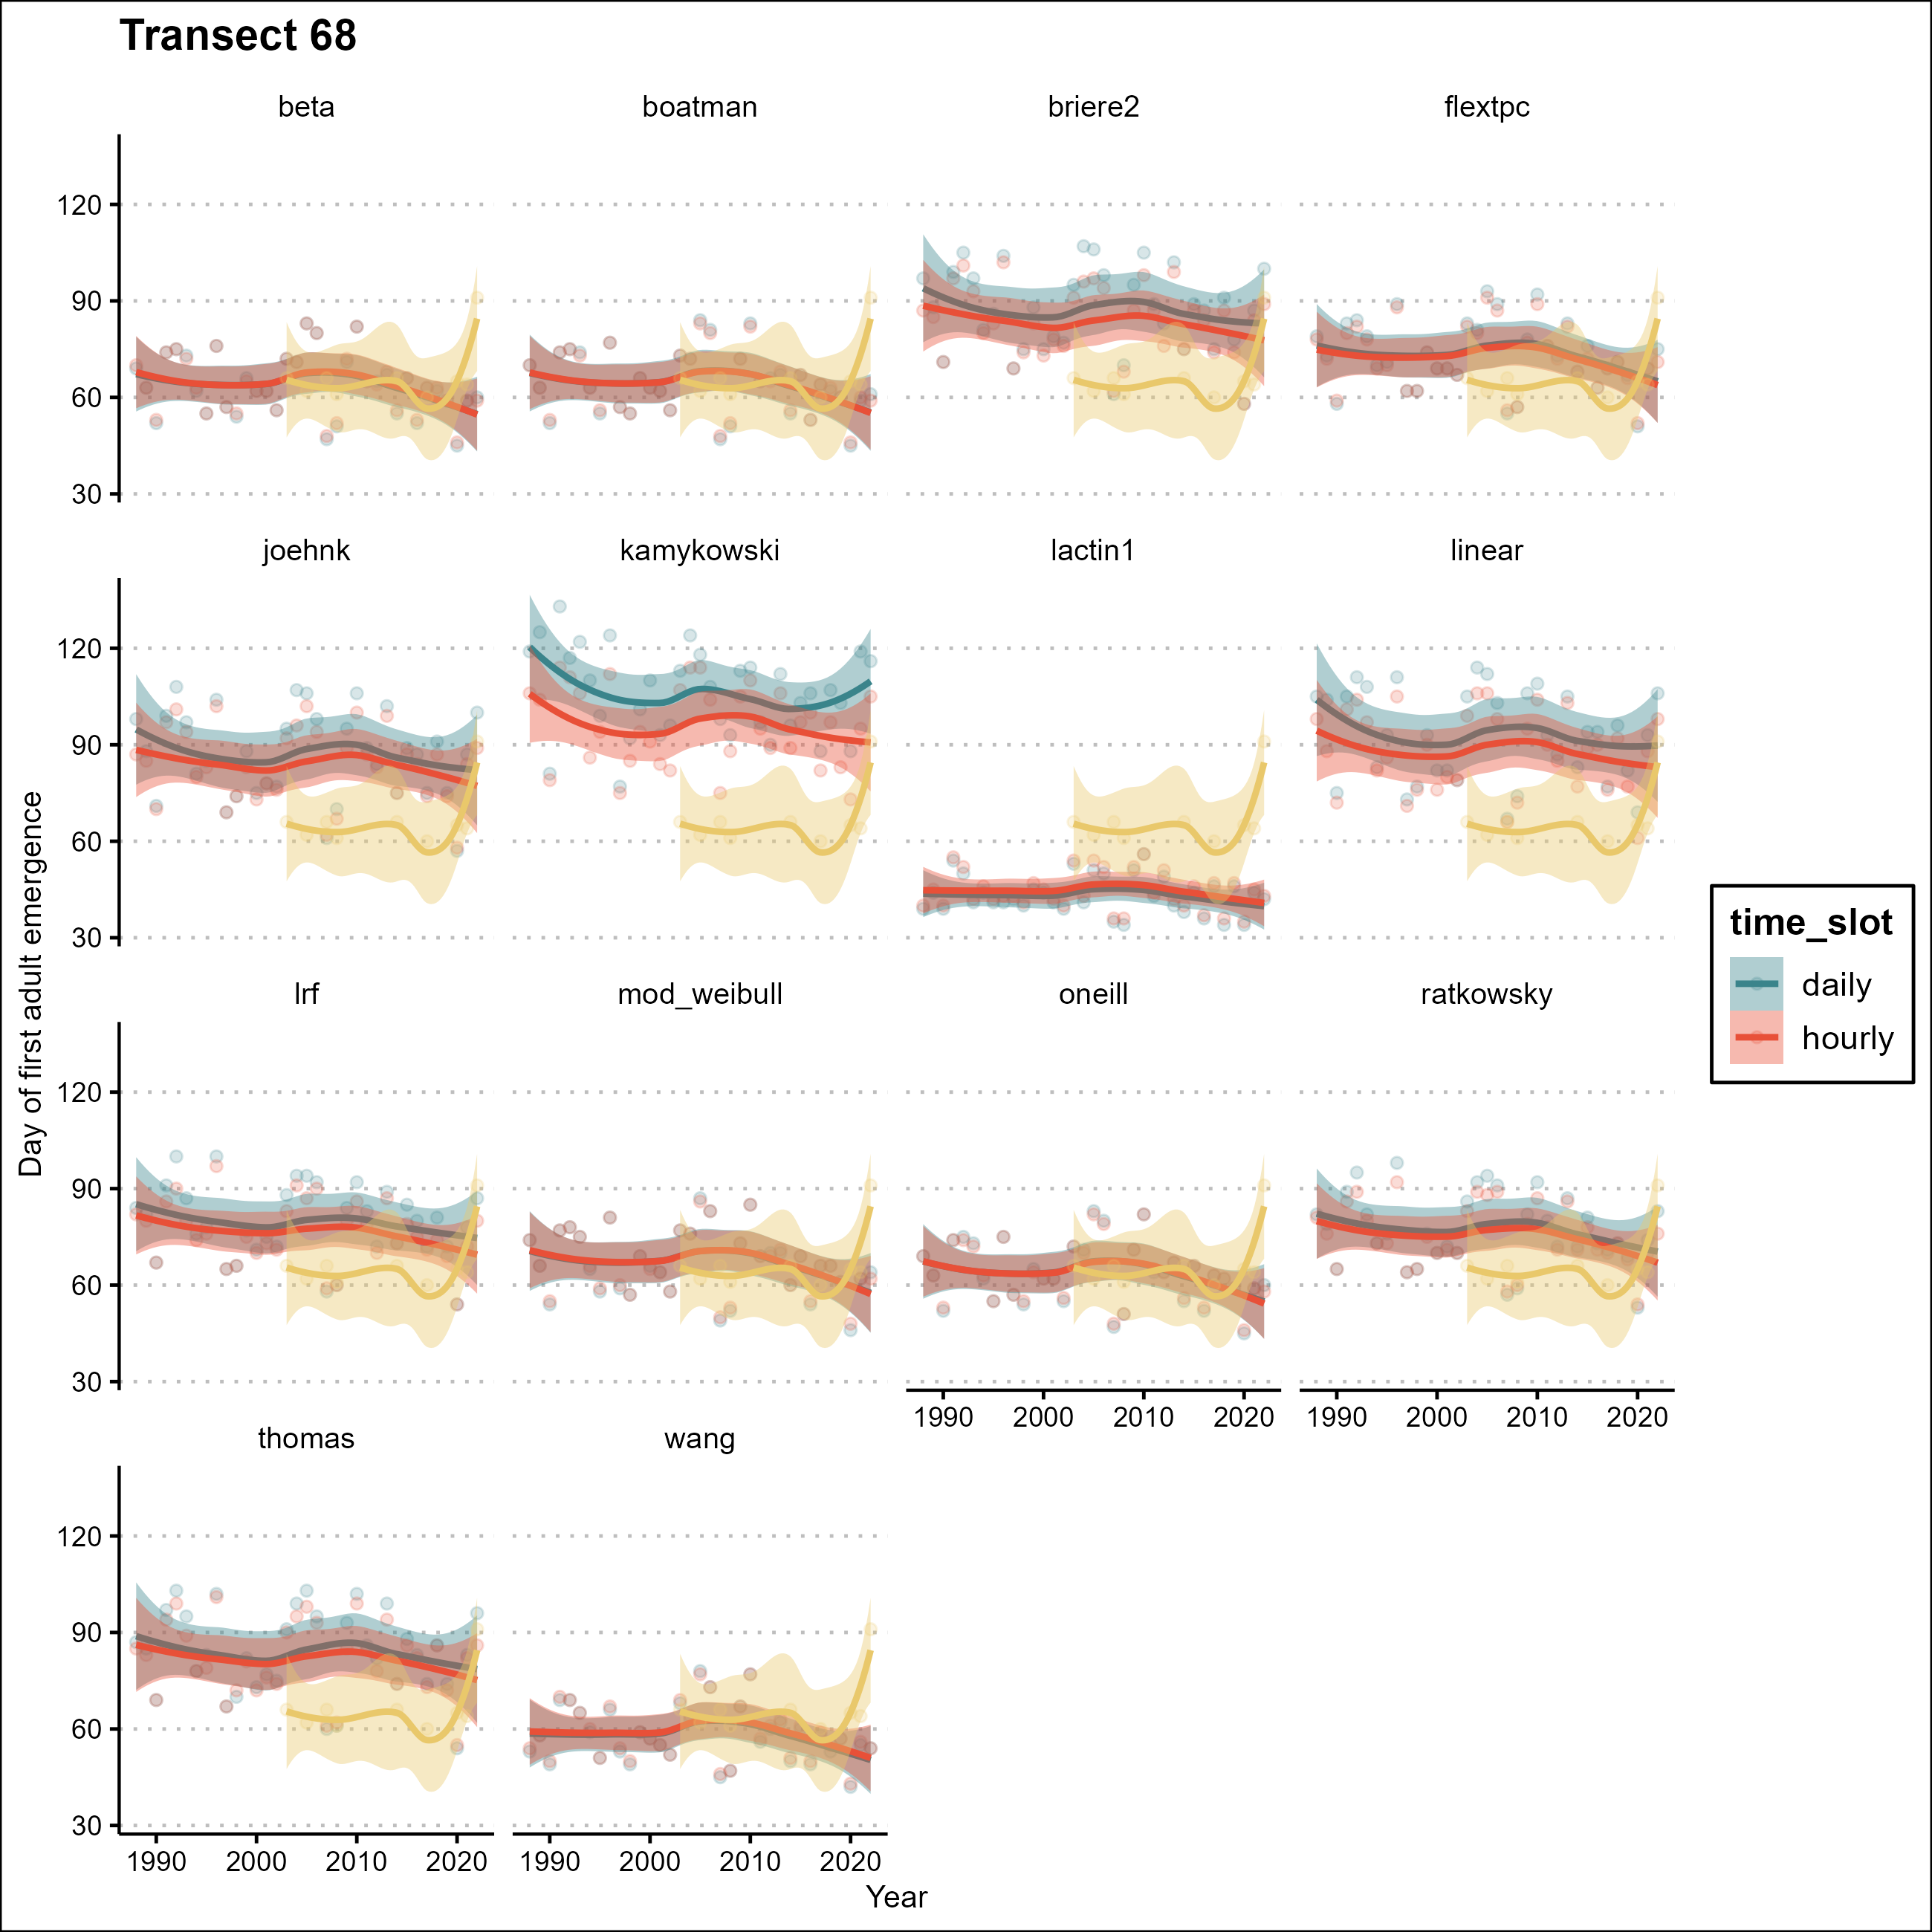 Transect 68
beta
boatman
briere2
flextpc
120
90
60
30
joehnk
kamykowski
lactin1
linear
120
90
60
30
lrf
mod_weibull
oneill
ratkowsky
120
90
60
30
1990 2000 2010 2020
1990 2000 2010 2020
thomas
wang
120
90
60
30
1990 2000 2010 2020
1990 2000 2010 2020
Year
Day of first adult emergence
time_slot
daily
hourly